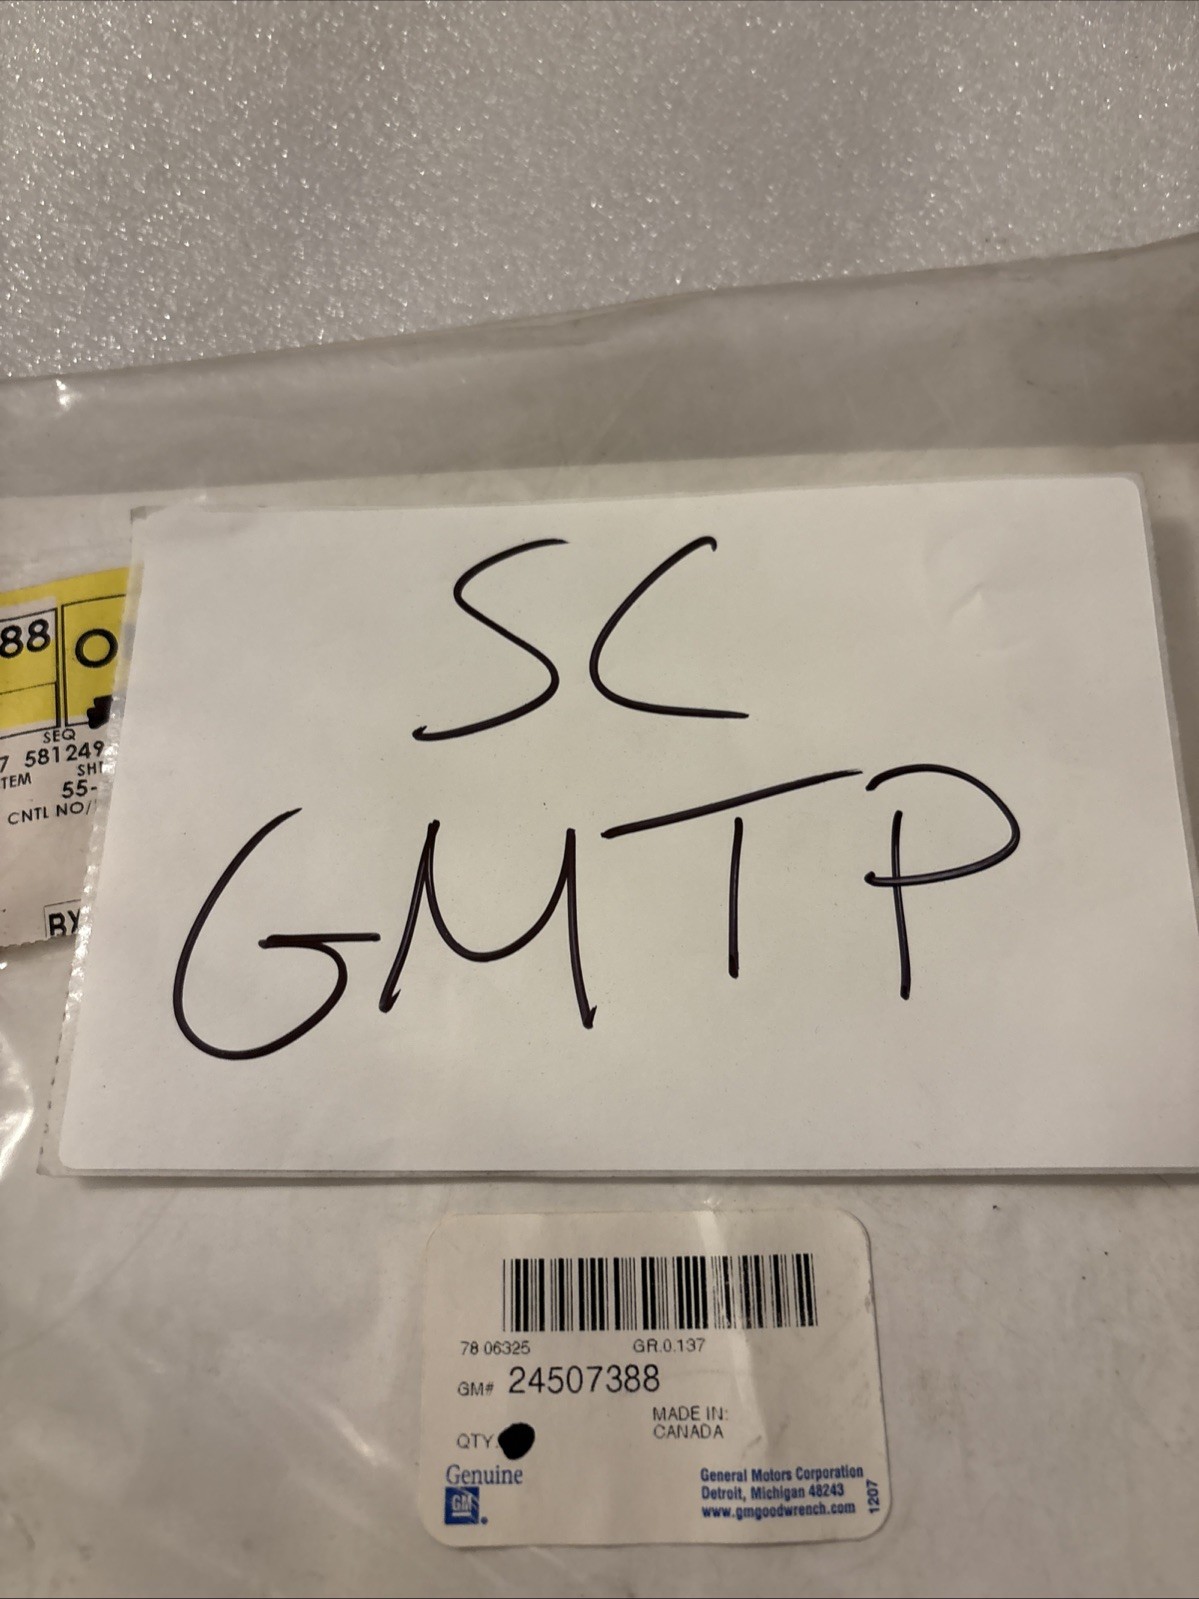 SC
GMTP
88 O
SEQ
7 581249
TEM SH
55-
CNTL NO/
BX
78 06325 GR.0.137
GM# 24507388
MADE IN:
CANADA
QTY.
Genuine
GM
General Motors Corporation
Detroit, Michigan 48243
www.gmgoodwrench.com
1207